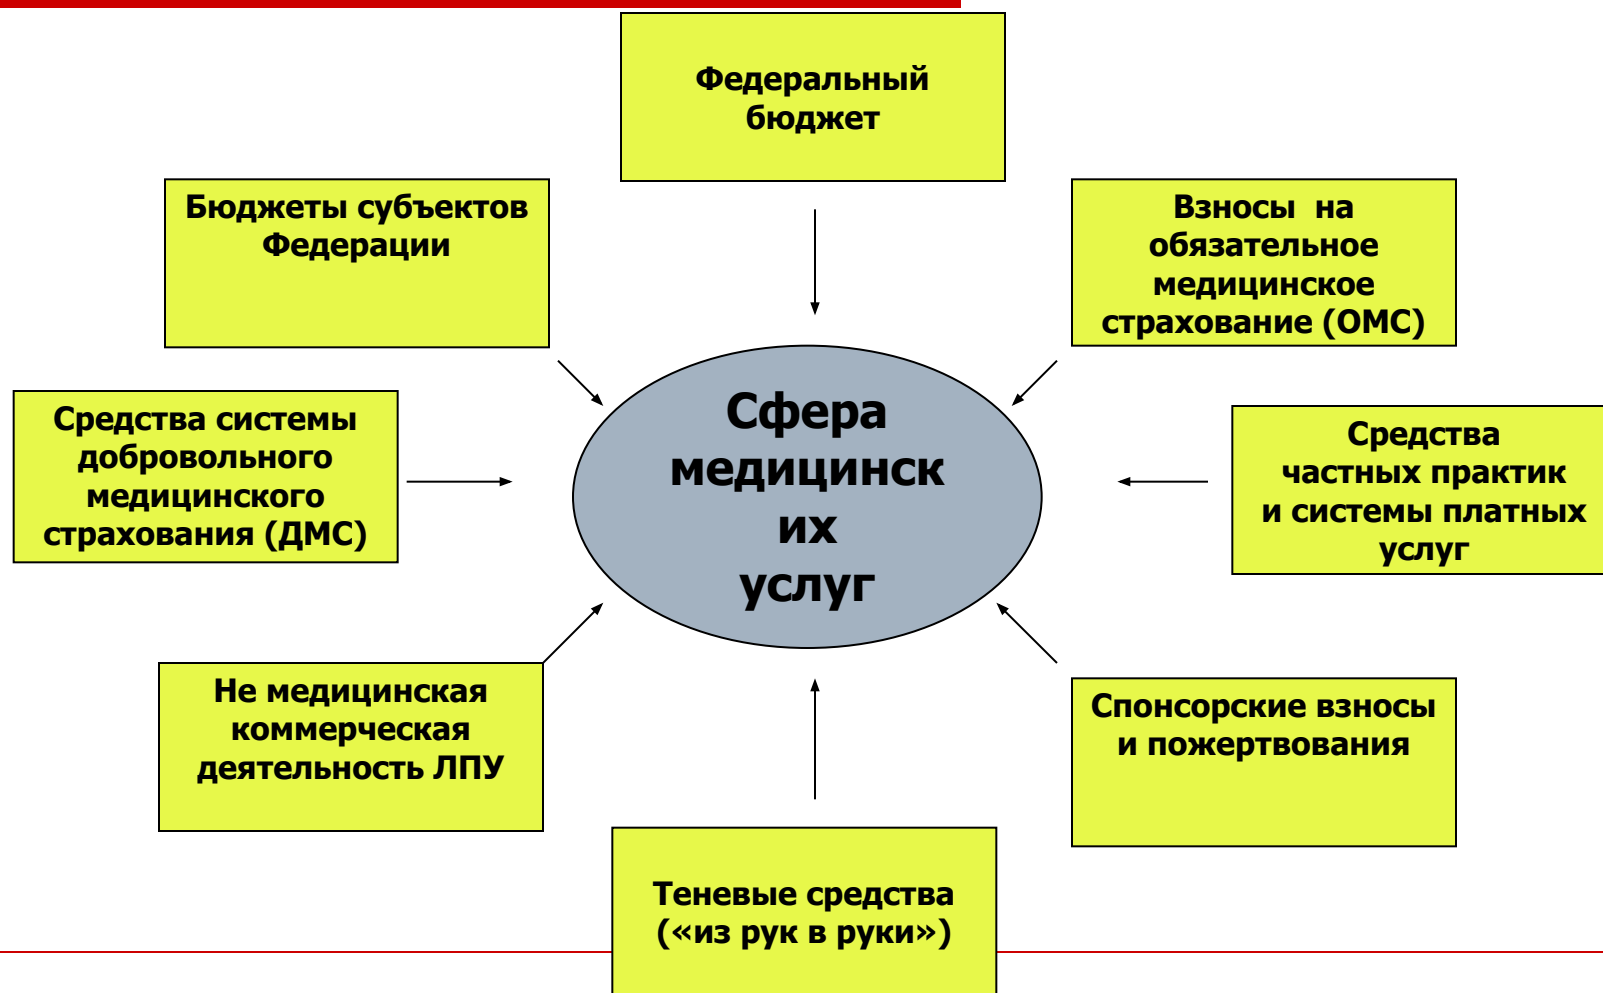 Федеральный
бюджет
Бюджеты субъектов
Федерации
Взносы на
обязательное
медицинское
страхование (ОМС)
Средства системы
добровольного
медицинского
страхования (ДМС)
Сфера
медицинск
их
услуг
Средства
частных практик
и системы платных
услуг
Не медицинская
коммерческая
деятельность ЛПУ
Спонсорские взносы
и пожертвования
Теневые средства
(«из рук в руки»)